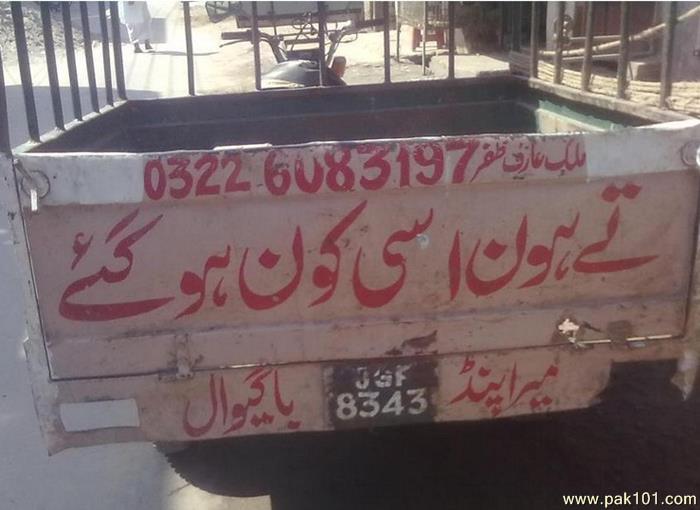 0322 6083197 ملک عارف ظفر
تے ہون اسی کون ہو گئے
میرا پنڈ
JGF
8343
باگیوال
www.pak101.com